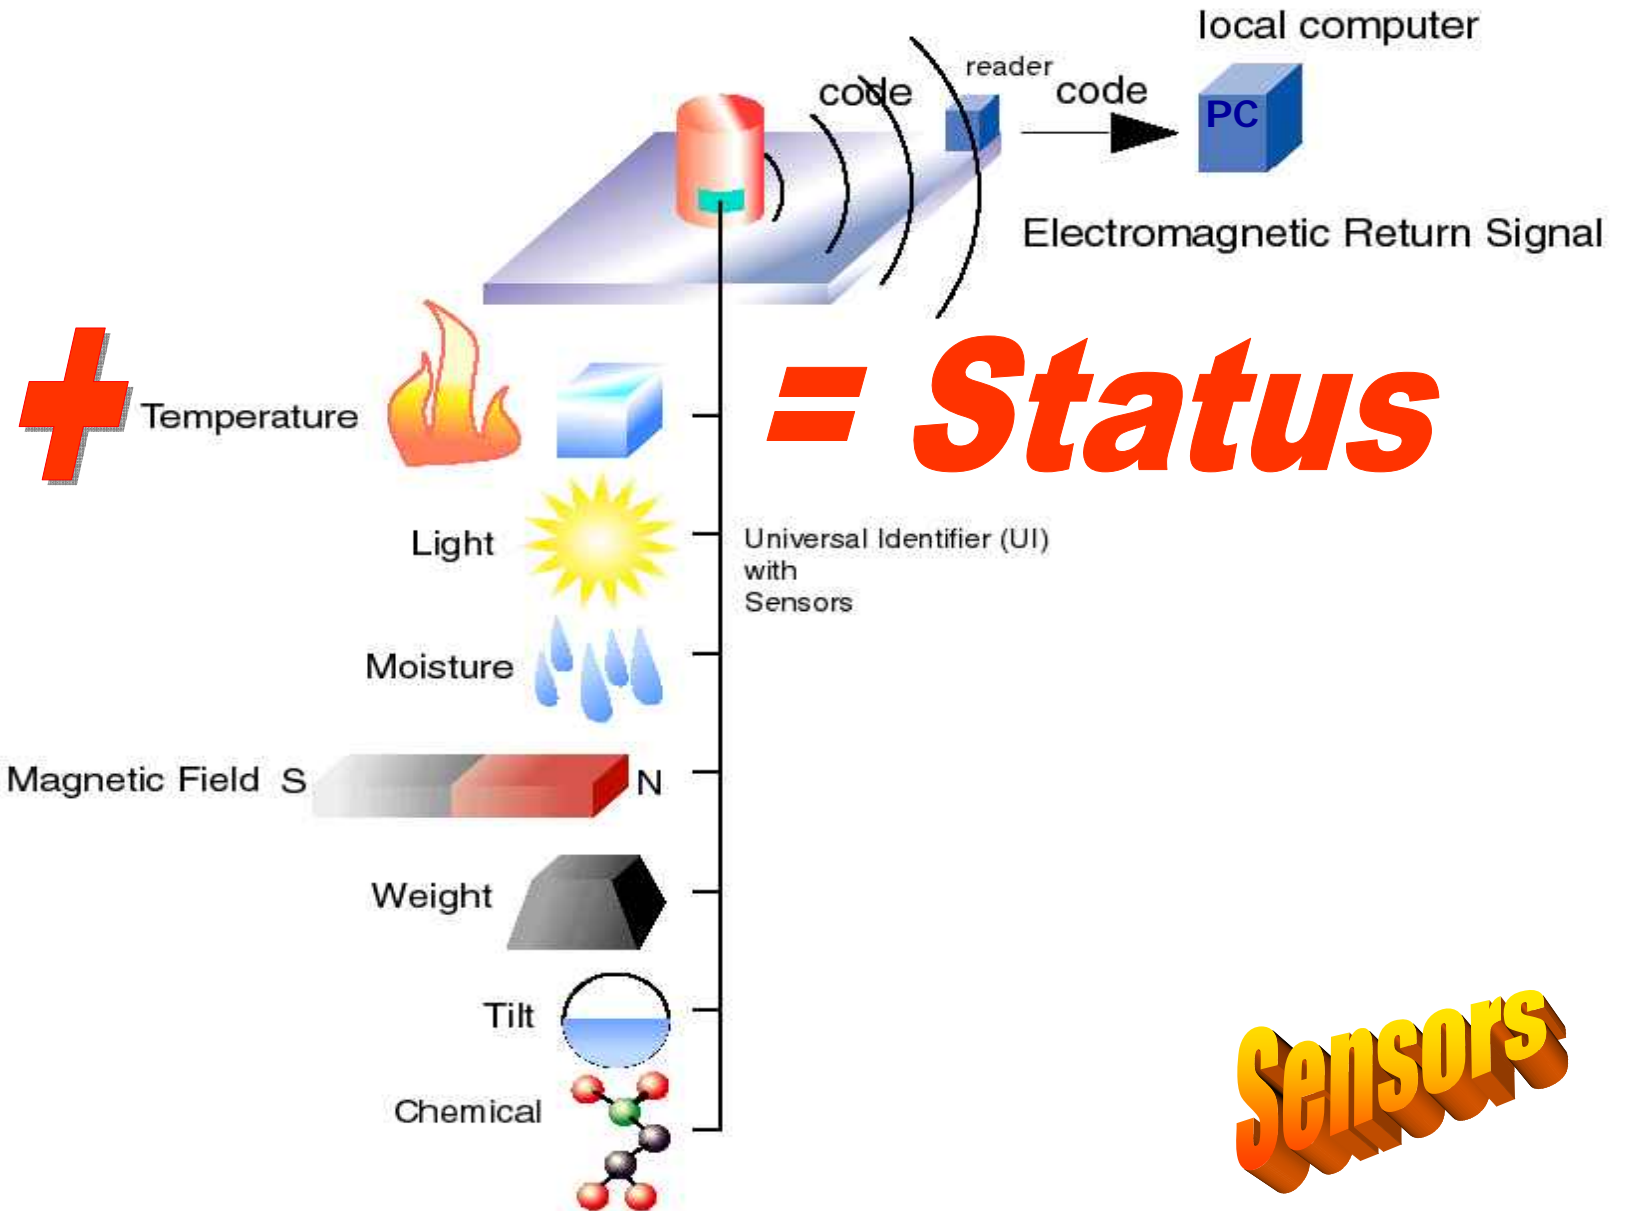 local computer
reader
code
code
PC
Electromagnetic Return Signal
+
Temperature
= Status
Light
Universal Identifier (UI)
with
Sensors
Moisture
Magnetic Field S N
Weight
Tilt
Sensors
Chemical